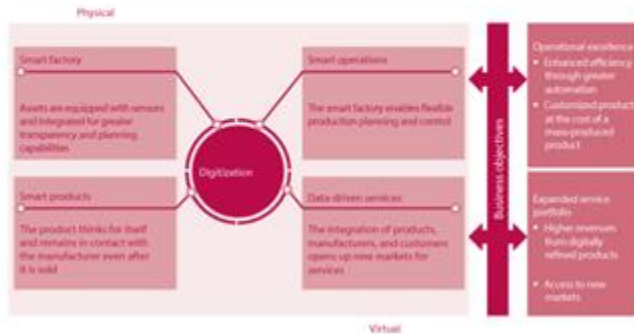 Physical
Smart factory
Assets are equipped with sensors
and integrated for greater
transparency and planning
capabilities
Smart operations
The smart factory enables flexible
production planning and control
Digitization
Smart products
The product thinks for itself
and remains in contact with
the manufacturer even after
it is sold
Data-driven services
The integration of products,
manufacturers, and customers
opens up new markets for
services
Virtual
Business objectives
Operational excellence
• Enhanced efficiency
through greater
automation
• Customized product
at the cost of a
mass-produced
product
Expanded service
portfolio
• Higher revenues
from digitally
refined products
• Access to new
markets